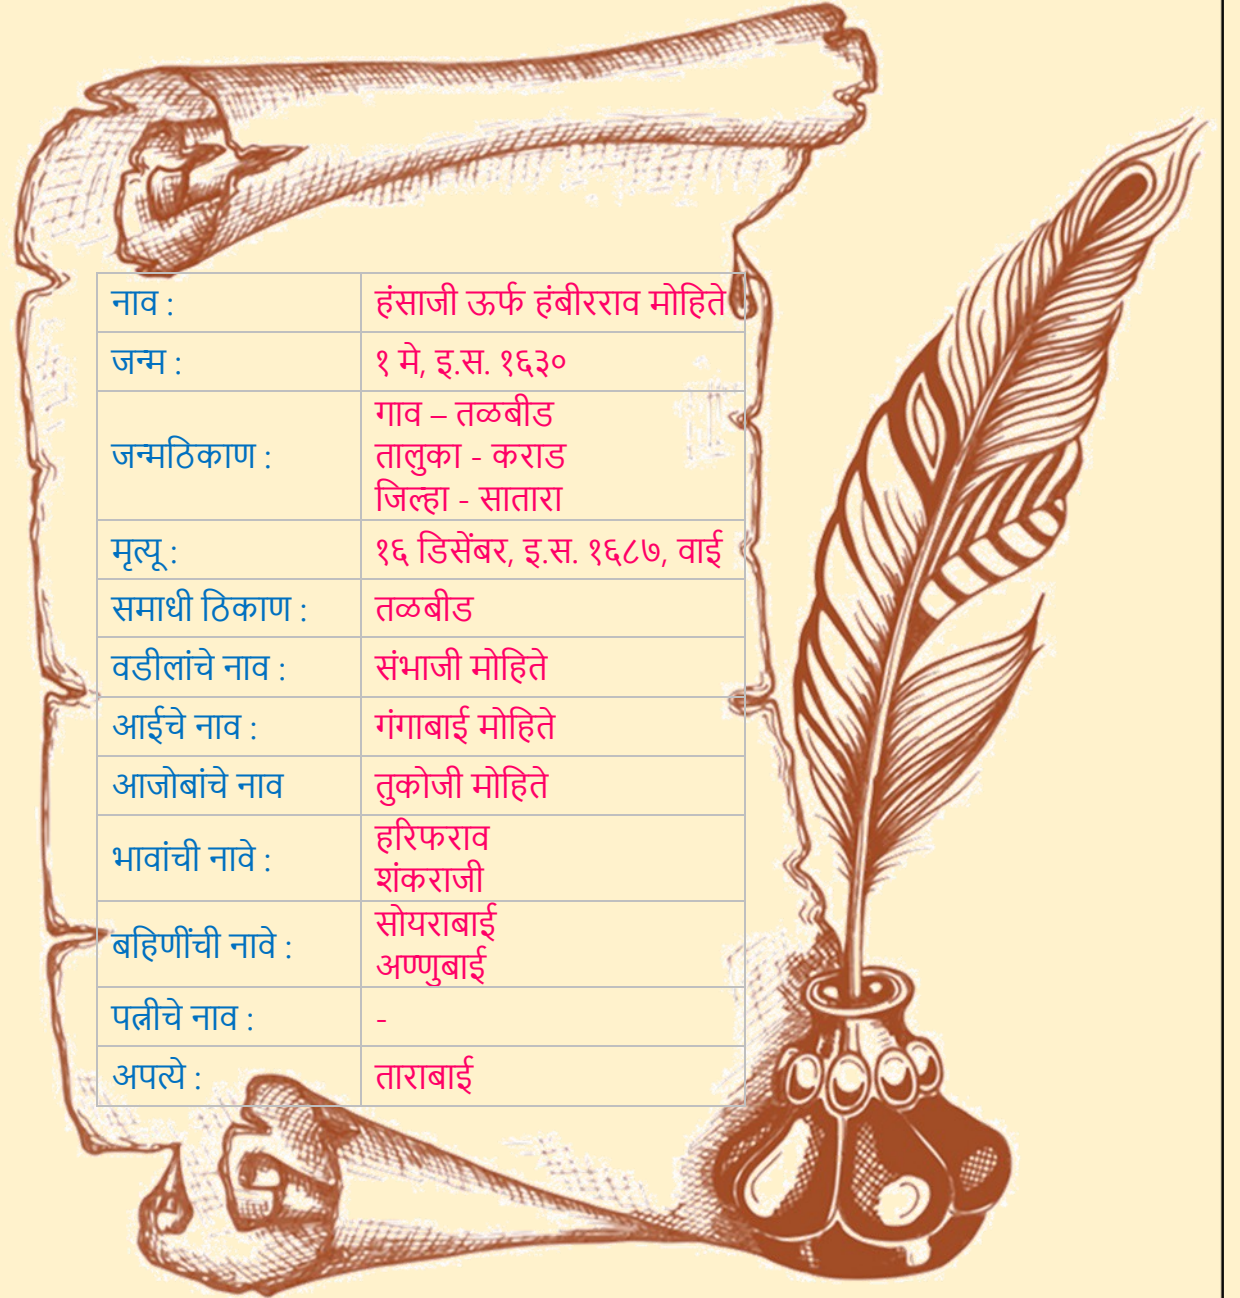 नाव : हंसाजी ऊर्फ हंबीरराव मोहिते
जन्म : १ मे, इ.स. १६३०
जन्मठिकाण :
गाव – तळबीड
तालुका - कराड
जिल्हा - सातारा
मृत्यू : १६ डिसेंबर, इ.स. १६८७, वाई
समाधी ठिकाण : तळबीड
वडीलांचे नाव : संभाजी मोहिते
आईचे नाव : गंगाबाई मोहिते
आजोबांचे नाव तुकोजी मोहिते
भावांची नावे :
हरिफराव
शंकराजी
बहिणींची नावे :
सोयराबाई
अण्णुबाई
पत्नीचे नाव : -
अपत्ये : ताराबाई